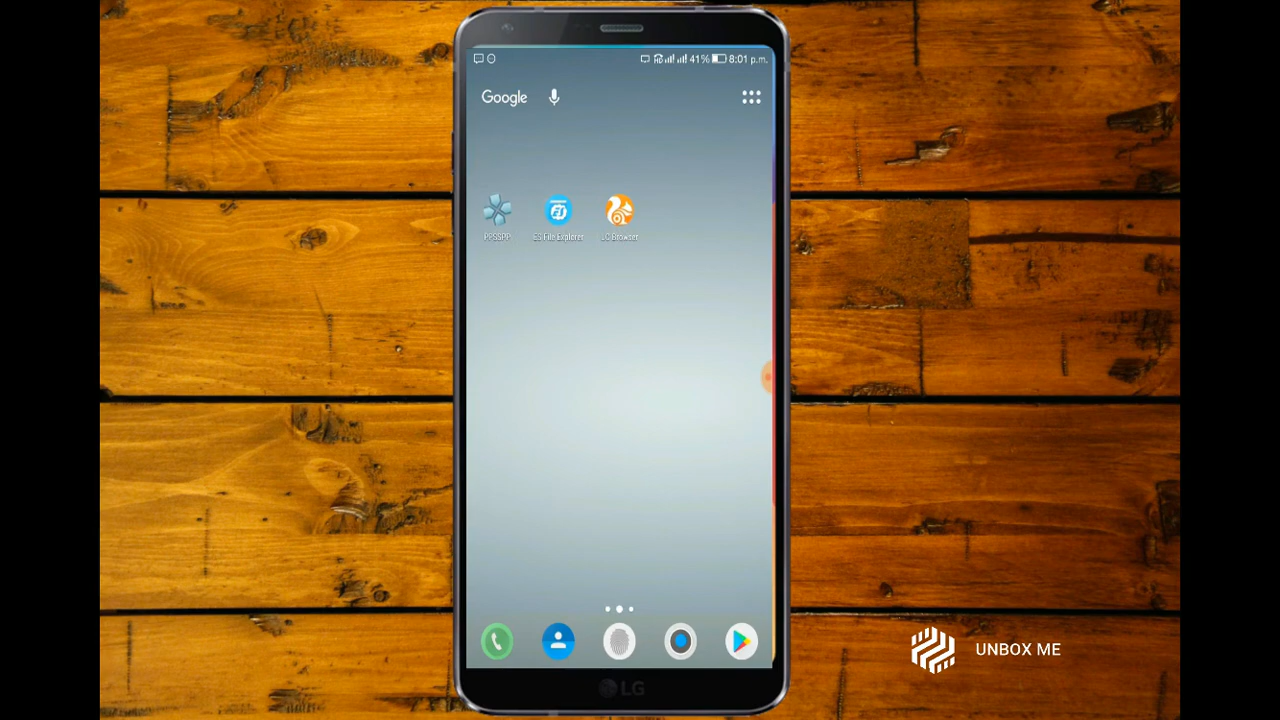 41% 8:01 p.m.
Google
PPSSPP
ES File Explorer
UC Browser
UNBOX ME
LG